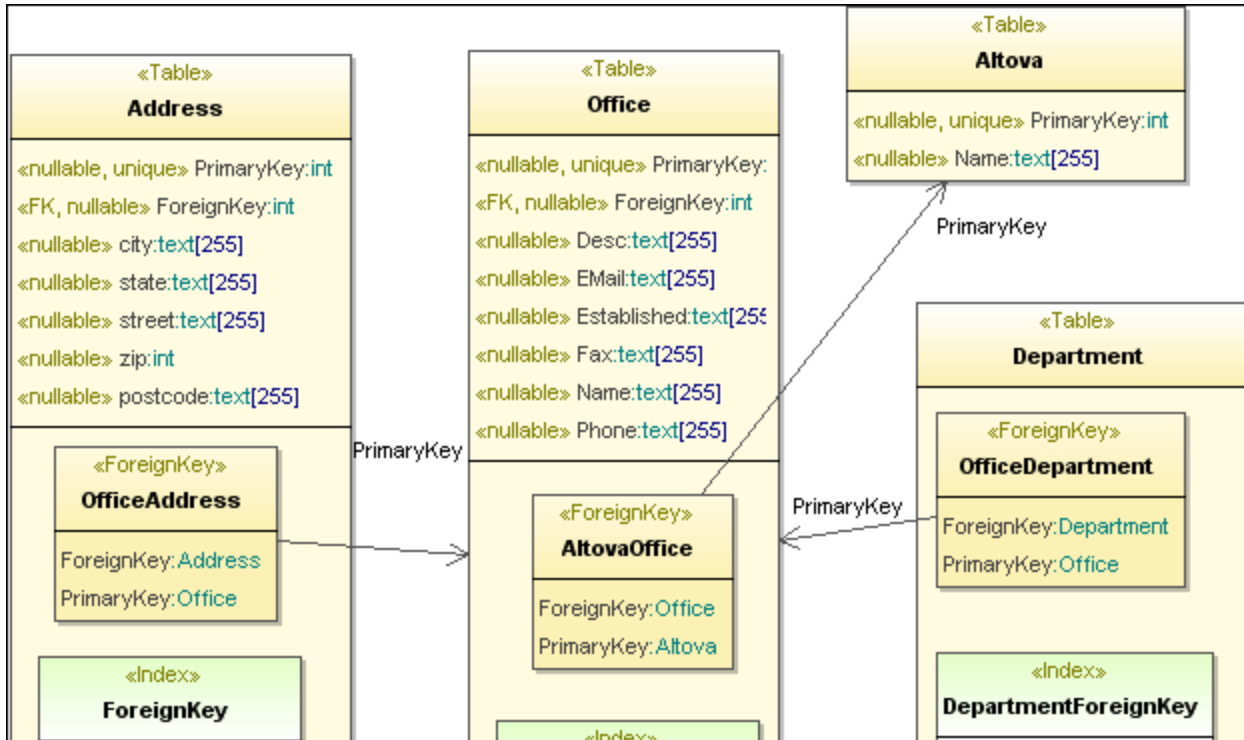 «Table»
Address
«nullable, unique» PrimaryKey:int
«FK, nullable» ForeignKey:int
«nullable» city:text[255]
«nullable» state:text[255]
«nullable» street:text[255]
«nullable» zip:int
«nullable» postcode:text[255]
«ForeignKey»
OfficeAddress
ForeignKey:Address
PrimaryKey:Office
«Index»
ForeignKey
PrimaryKey
«Table»
Office
«nullable, unique» PrimaryKey:
«FK, nullable» ForeignKey:int
«nullable» Desc:text[255]
«nullable» EMail:text[255]
«nullable» Established:text[255
«nullable» Fax:text[255]
«nullable» Name:text[255]
«nullable» Phone:text[255]
«ForeignKey»
AltovaOffice
ForeignKey:Office
PrimaryKey:Altova
«Index»
«Table»
Altova
«nullable, unique» PrimaryKey:int
«nullable» Name:text[255]
PrimaryKey
PrimaryKey
«Table»
Department
«ForeignKey»
OfficeDepartment
ForeignKey:Department
PrimaryKey:Office
«Index»
DepartmentForeignKey